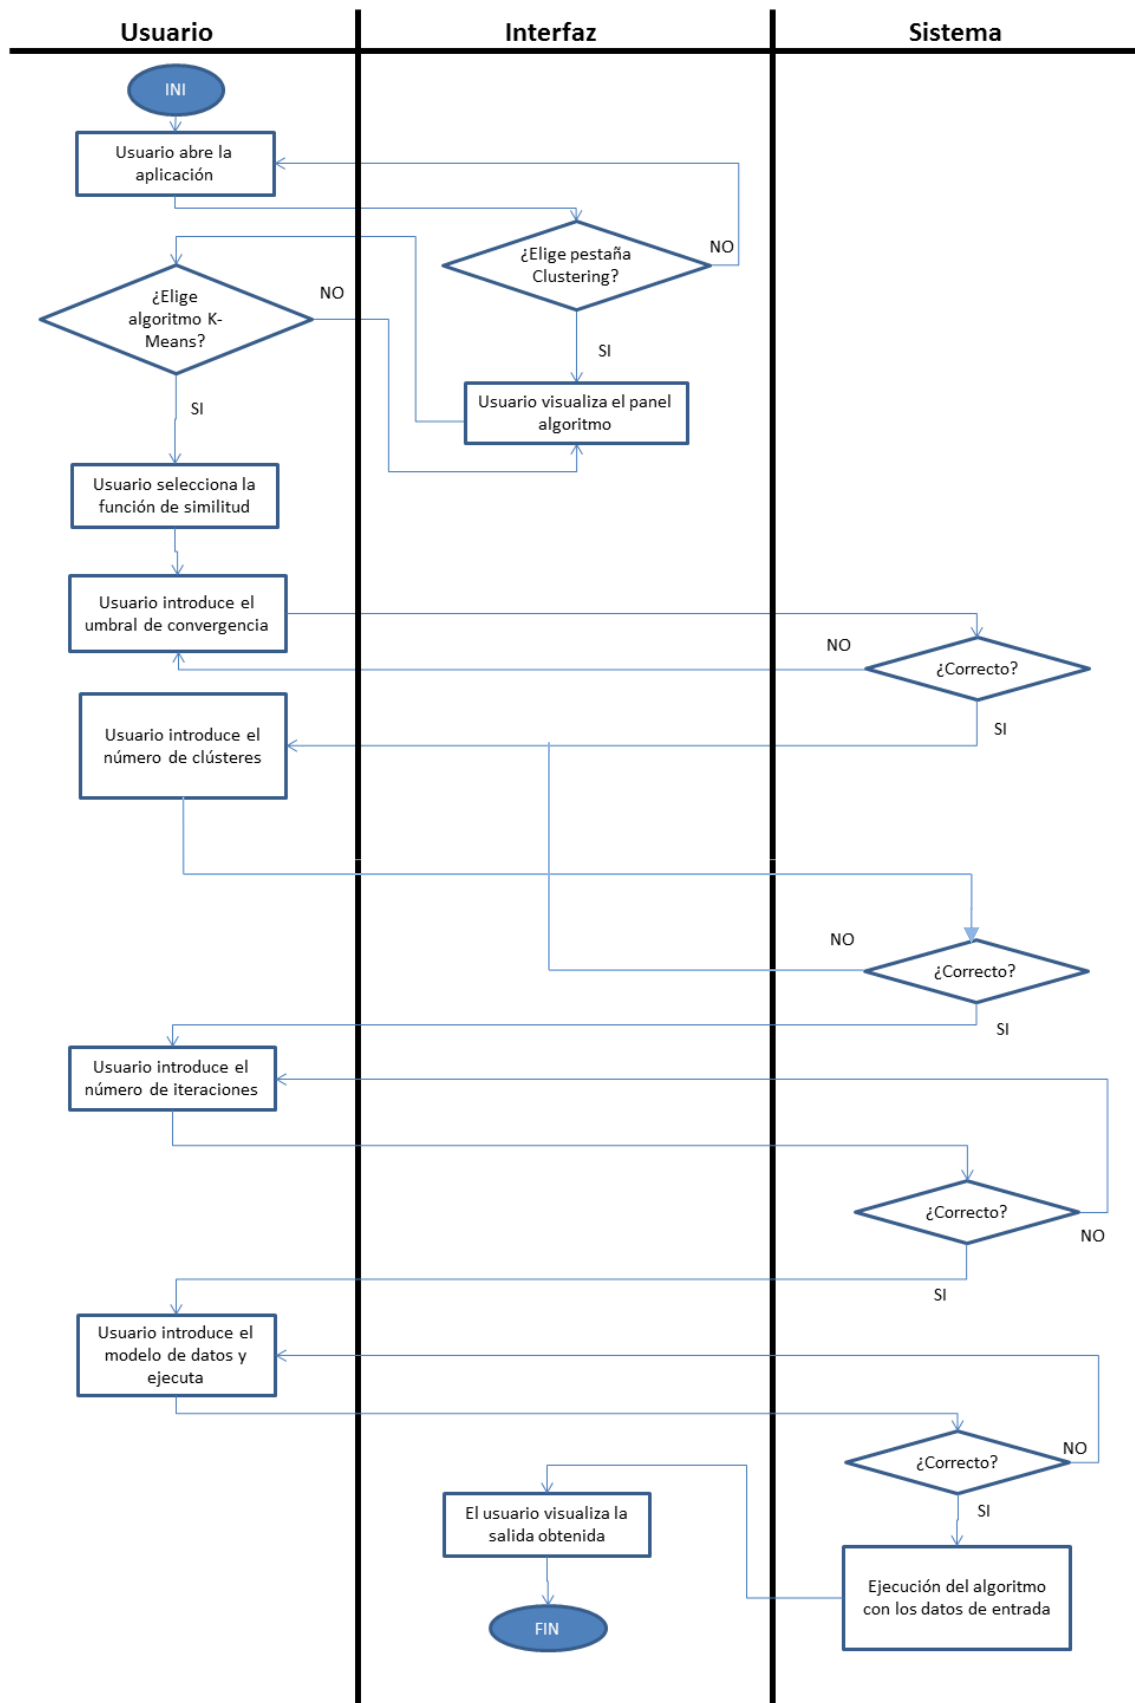 Usuario
Interfaz
Sistema
INI
Usuario abre la
aplicación
¿Elige pestaña
Clustering?
NO
¿Elige
algoritmo K-
Means?
NO
SI
SI
Usuario visualiza el panel
algoritmo
Usuario selecciona la
función de similitud
Usuario introduce el
umbral de convergencia
NO
¿Correcto?
SI
Usuario introduce el
número de clústeres
NO
¿Correcto?
SI
Usuario introduce el
número de iteraciones
¿Correcto?
NO
SI
Usuario introduce el
modelo de datos y
ejecuta
¿Correcto?
NO
SI
El usuario visualiza la
salida obtenida
Ejecución del algoritmo
con los datos de entrada
FIN